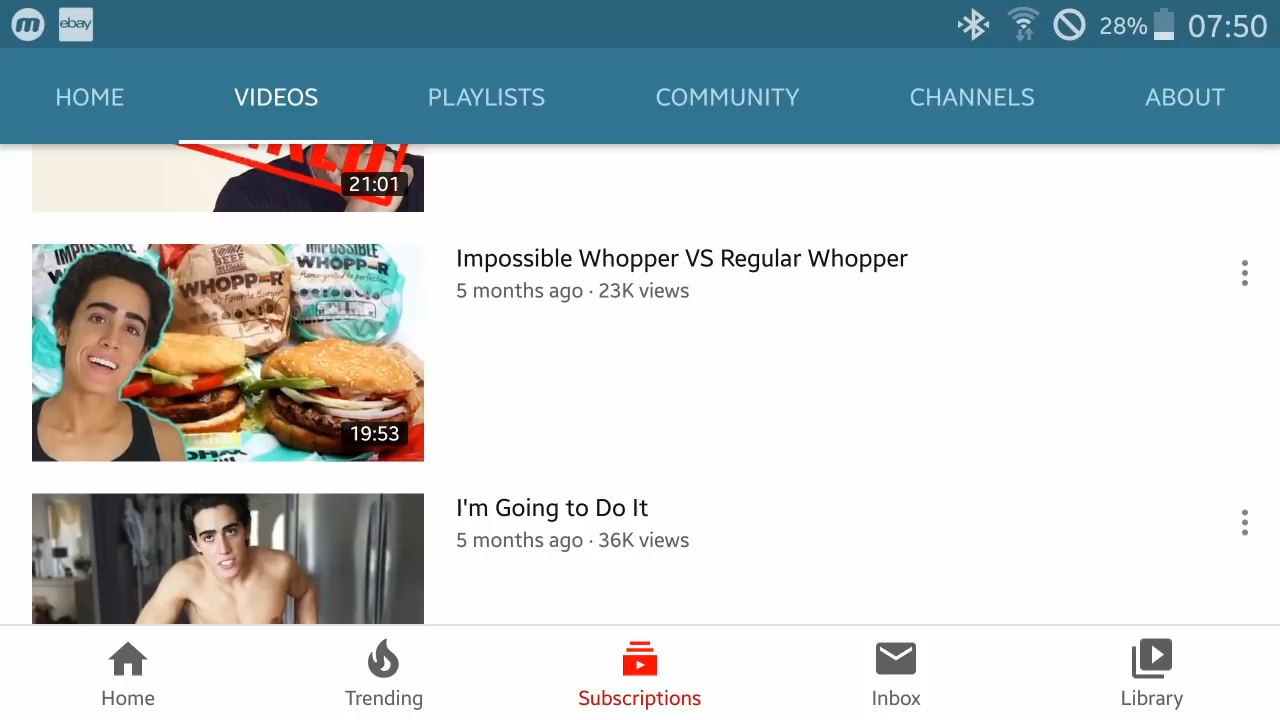 m
ebay
28%
07:50
HOME
VIDEOS
PLAYLISTS
COMMUNITY
CHANNELS
ABOUT
21:01
Impossible Whopper VS Regular Whopper
5 months ago · 23K views
IMPOSSIBLE
BEEF
WHOPPER
IMPOSSIBLE
WHOPPER
19:53
I'm Going to Do It
5 months ago · 36K views
Home
Trending
Subscriptions
Inbox
Library